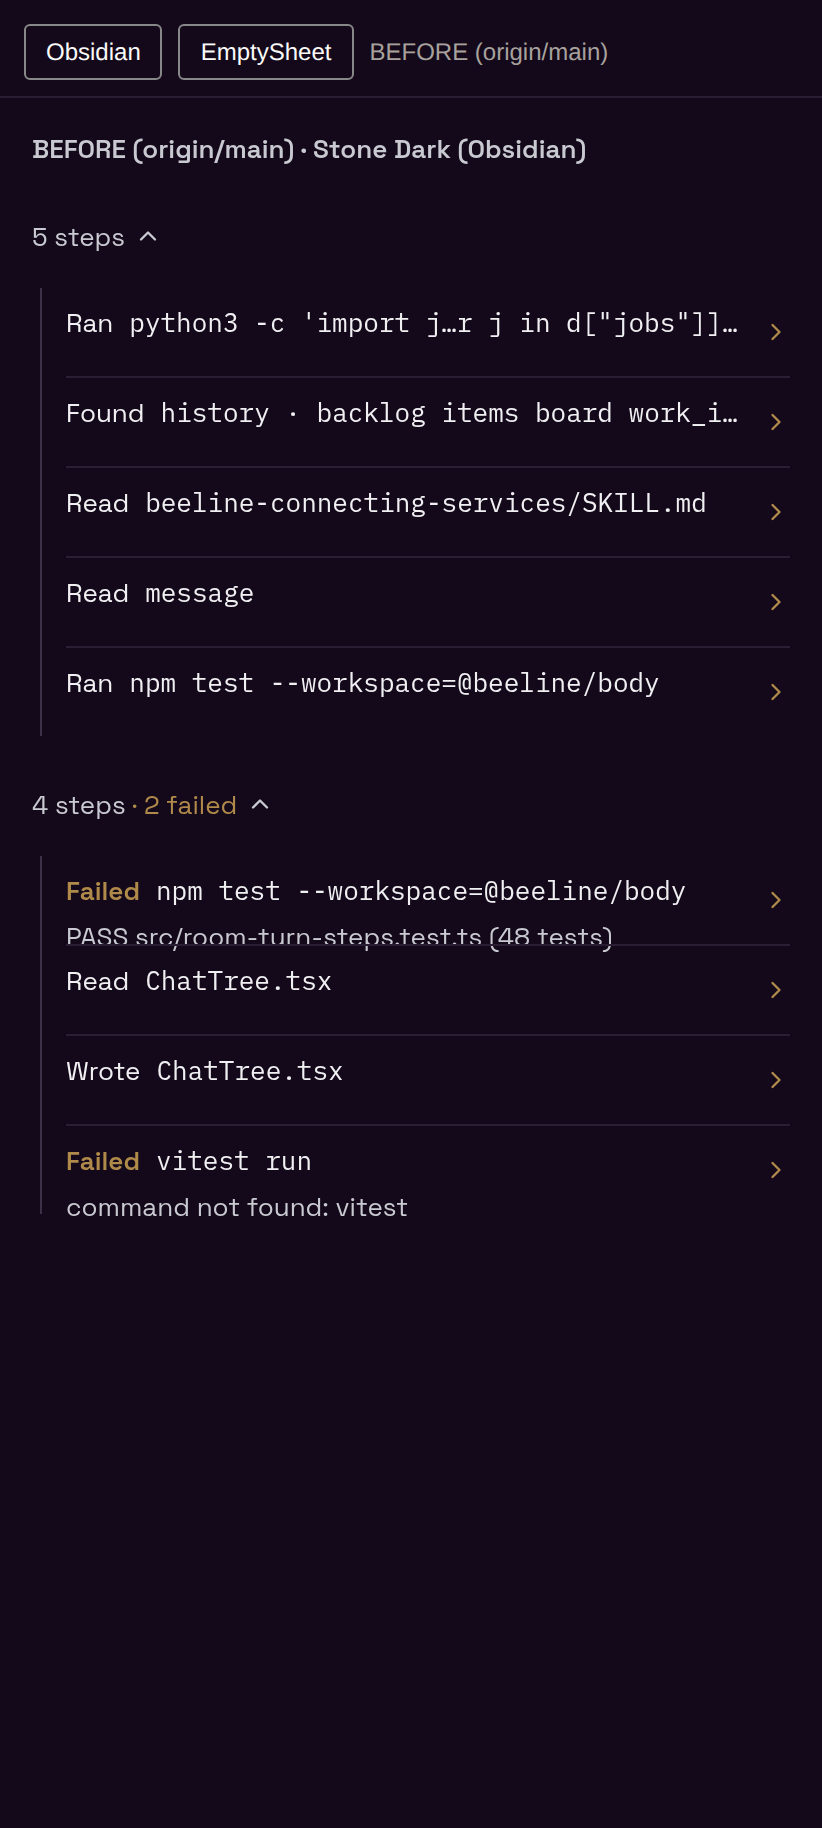 Obsidian EmptySheet BEFORE (origin/main)
BEFORE (origin/main) · Stone Dark (Obsidian)
5 steps
Ran python3 -c 'import j…r j in d["jobs"]]…
Found history · backlog items board work_i…
Read beeline-connecting-services/SKILL.md
Read message
Ran npm test --workspace=@beeline/body
4 steps · 2 failed
Failed npm test --workspace=@beeline/body
PASS src/room-turn-steps.test.ts (48 tests)
Read ChatTree.tsx
Wrote ChatTree.tsx
Failed vitest run
command not found: vitest